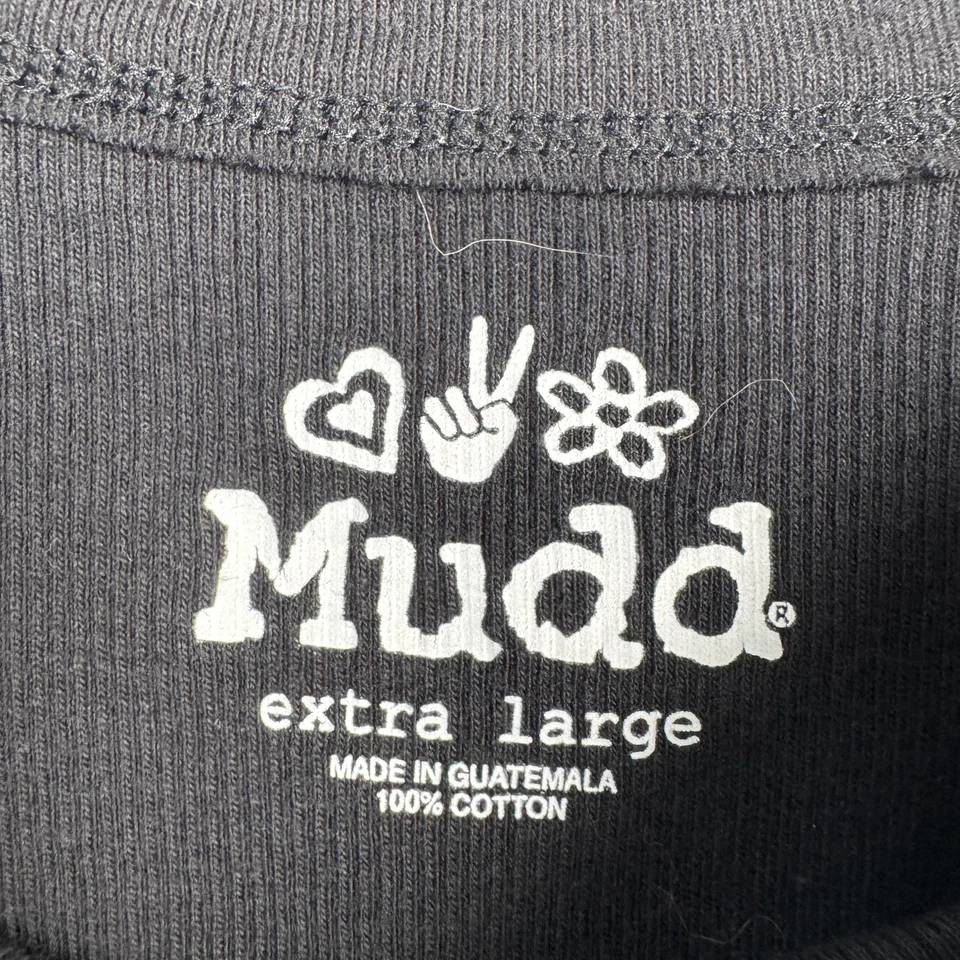 Mudd®
extra large
MADE IN GUATEMALA
100% COTTON